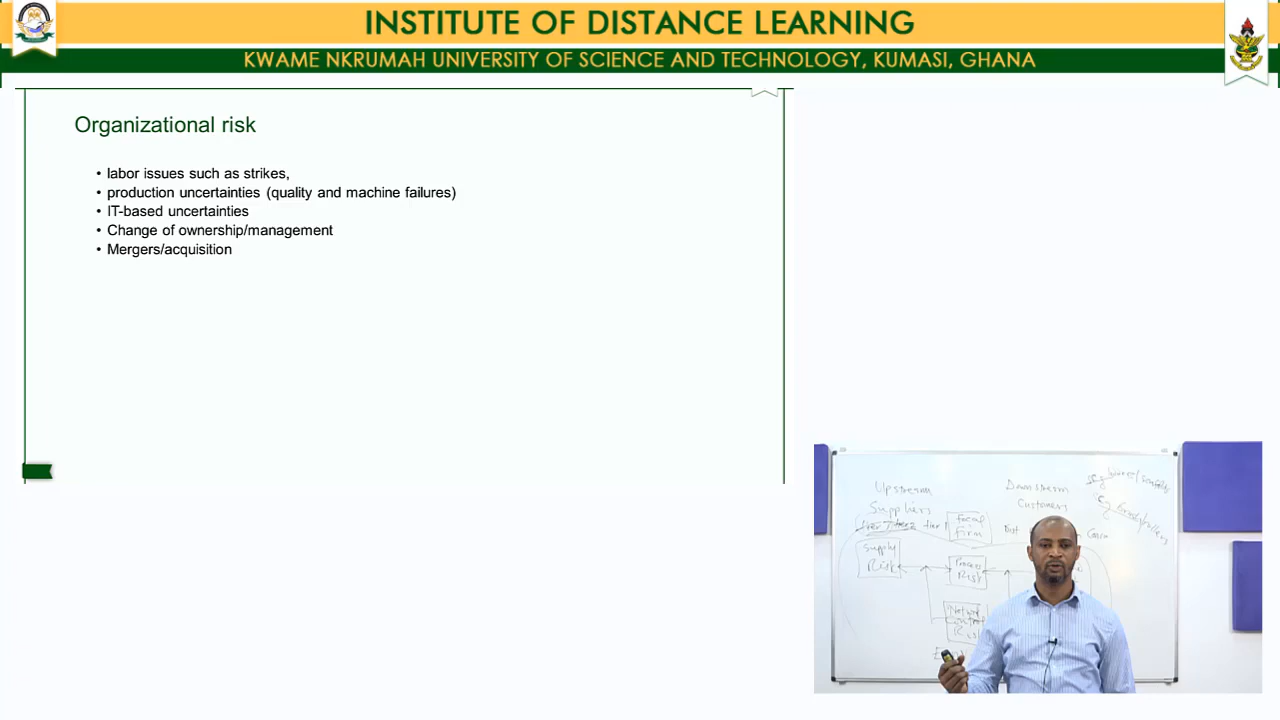 INSTITUTE OF DISTANCE LEARNING
KWAME NKRUMAH UNIVERSITY OF SCIENCE AND TECHNOLOGY, KUMASI, GHANA
Organizational risk
• labor issues such as strikes,
• production uncertainties (quality and machine failures)
• IT-based uncertainties
• Change of ownership/management
• Mergers/acquisition
Upstream
Suppliers
Downstream
Customers
focal
firm
Supply
Risk
Process
Risk